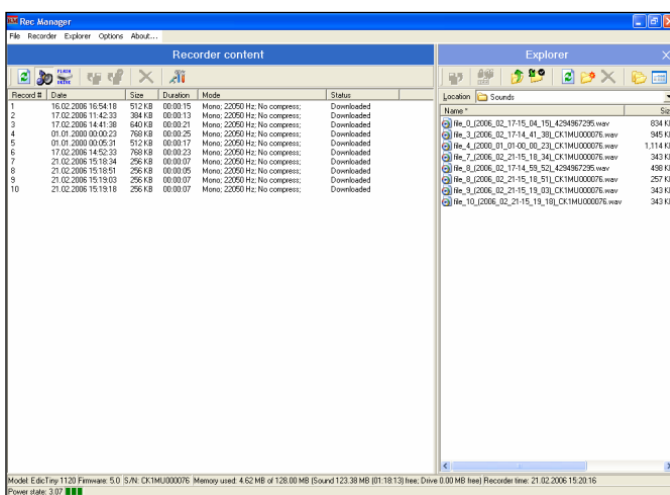 Rec Manager
File Recorder Explorer Options About...
Recorder content
Explorer
Record # Date Size Duration Mode Status
1 16.02.2006 16:54:18 512 KB 00:00:15 Mono; 22050 Hz; No compress; Downloaded
2 17.02.2006 11:42:33 384 KB 00:00:13 Mono; 22050 Hz; No compress; Downloaded
3 17.02.2006 14:41:38 640 KB 00:00:21 Mono; 22050 Hz; No compress; Downloaded
4 01.01.2000 00:00:23 768 KB 00:00:25 Mono; 22050 Hz; No compress; Downloaded
5 01.01.2000 00:05:31 512 KB 00:00:17 Mono; 22050 Hz; No compress; Downloaded
6 17.02.2006 14:52:33 768 KB 00:00:23 Mono; 22050 Hz; No compress; Downloaded
7 21.02.2006 15:18:34 256 KB 00:00:07 Mono; 22050 Hz; No compress; Downloaded
8 21.02.2006 15:18:51 256 KB 00:00:05 Mono; 22050 Hz; No compress; Downloaded
9 21.02.2006 15:19:03 256 KB 00:00:07 Mono; 22050 Hz; No compress; Downloaded
10 21.02.2006 15:19:18 256 KB 00:00:07 Mono; 22050 Hz; No compress; Downloaded
Location Sounds
Name * Siz
file_0_(2006_02_17-15_04_15)_4294967295.wav 834 K
file_3_(2006_02_17-14_41_38)_CK1MU000076.wav 945 K
file_4_(2000_01_01-00_00_23)_CK1MU000076.wav 1,114 K
file_7_(2006_02_21-15_18_34)_CK1MU000076.wav 343 K
file_8_(2006_02_17-14_59_52)_4294967295.wav 498 K
file_8_(2006_02_21-15_18_51)_CK1MU000076.wav 257 K
file_9_(2006_02_21-15_19_03)_CK1MU000076.wav 343 K
file_10_(2006_02_21-15_19_18)_CK1MU000076.wav 343 K
Model: EdicTiny 1120 Firmware: 5.0 S/N: CK1MU000076 Memory used: 4.62 MB of 128.00 MB (Sound 123.38 MB (01:18:13) free; Drive 0.00 MB free) Recorder time: 21.02.2006 15:20:16
Power state: 3.07